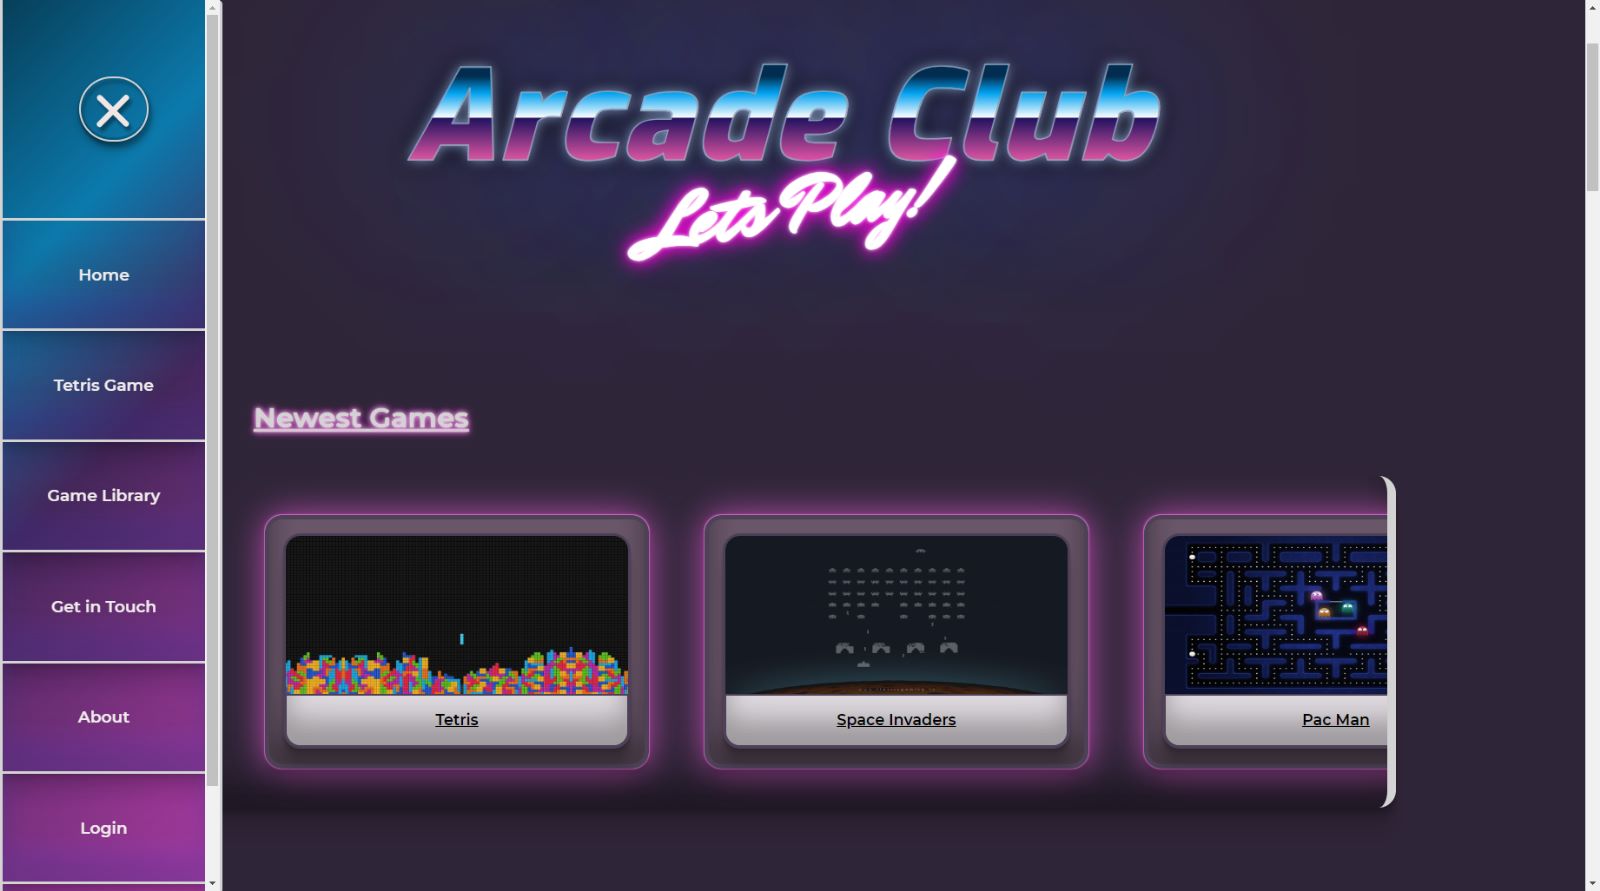 Arcade Club
Lets Play!
Home
Tetris Game
Game Library
Get in Touch
About
Login
Newest Games
Tetris
Space Invaders
Pac Man